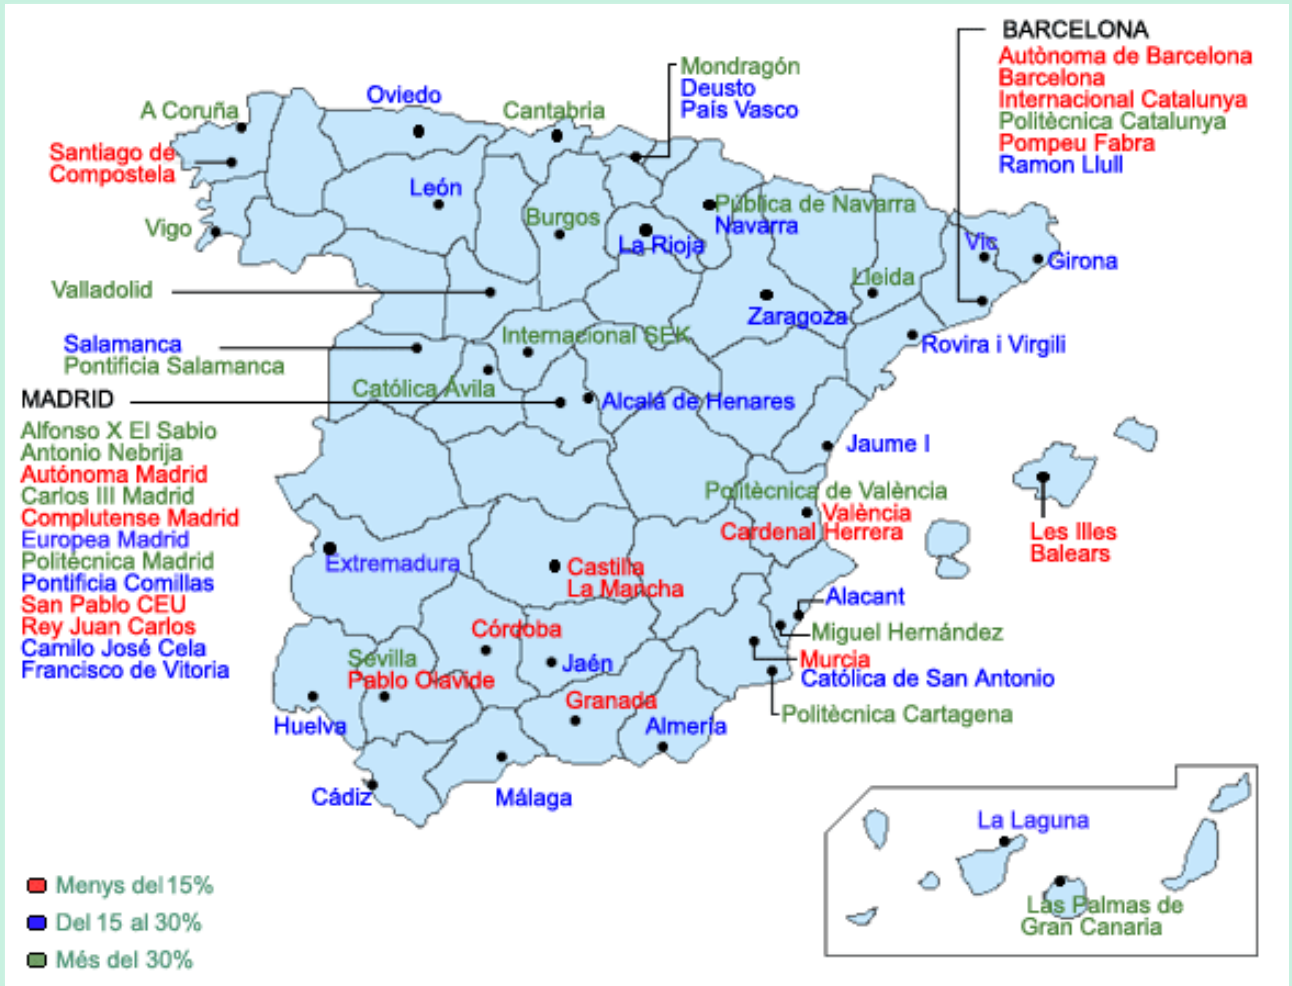 BARCELONA
Autònoma de Barcelona
Barcelona
Internacional Catalunya
Politècnica Catalunya
Pompeu Fabra
Ramon Llull
Mondragón
Deusto
País Vasco
Oviedo
Cantabria
A Coruña
Santiago de
Compostela
León
Vigo
Burgos
Pública de Navarra
Navarra
La Rioja
Vic
Girona
Lleida
Valladolid
Zaragoza
Internacional SEK
Rovira i Virgili
Salamanca
Pontificia Salamanca
Católica Ávila
MADRID
Alfonso X El Sabio
Antonio Nebrija
Autónoma Madrid
Carlos III Madrid
Complutense Madrid
Europea Madrid
Politécnica Madrid
Pontificia Comillas
San Pablo CEU
Rey Juan Carlos
Camilo José Cela
Francisco de Vitoria
Alcalá de Henares
Jaume I
Politècnica de València
València
Cardenal Herrera
Les Illes
Balears
Extremadura
Castilla
La Mancha
Alacant
Miguel Hernández
Murcia
Católica de San Antonio
Politècnica Cartagena
Córdoba
Sevilla
Pablo Olavide
Jaén
Granada
Huelva
Almería
Cádiz
Málaga
La Laguna
Las Palmas de
Gran Canaria
Menys del 15%
Del 15 al 30%
Més del 30%